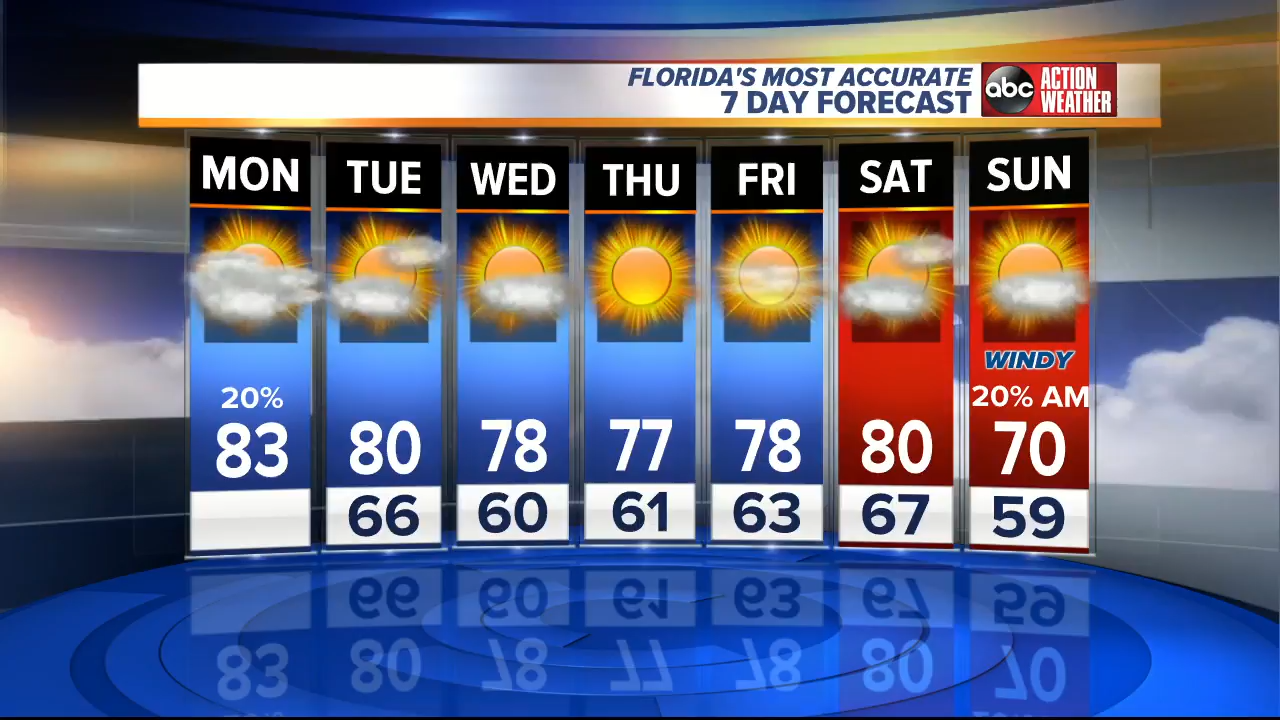 FLORIDA'S MOST ACCURATE
7 DAY FORECAST
abc ACTION WEATHER
MON TUE WED THU FRI SAT SUN
WINDY
20% 20% AM
83 80 78 77 78 80 70
66 60 61 63 67 59